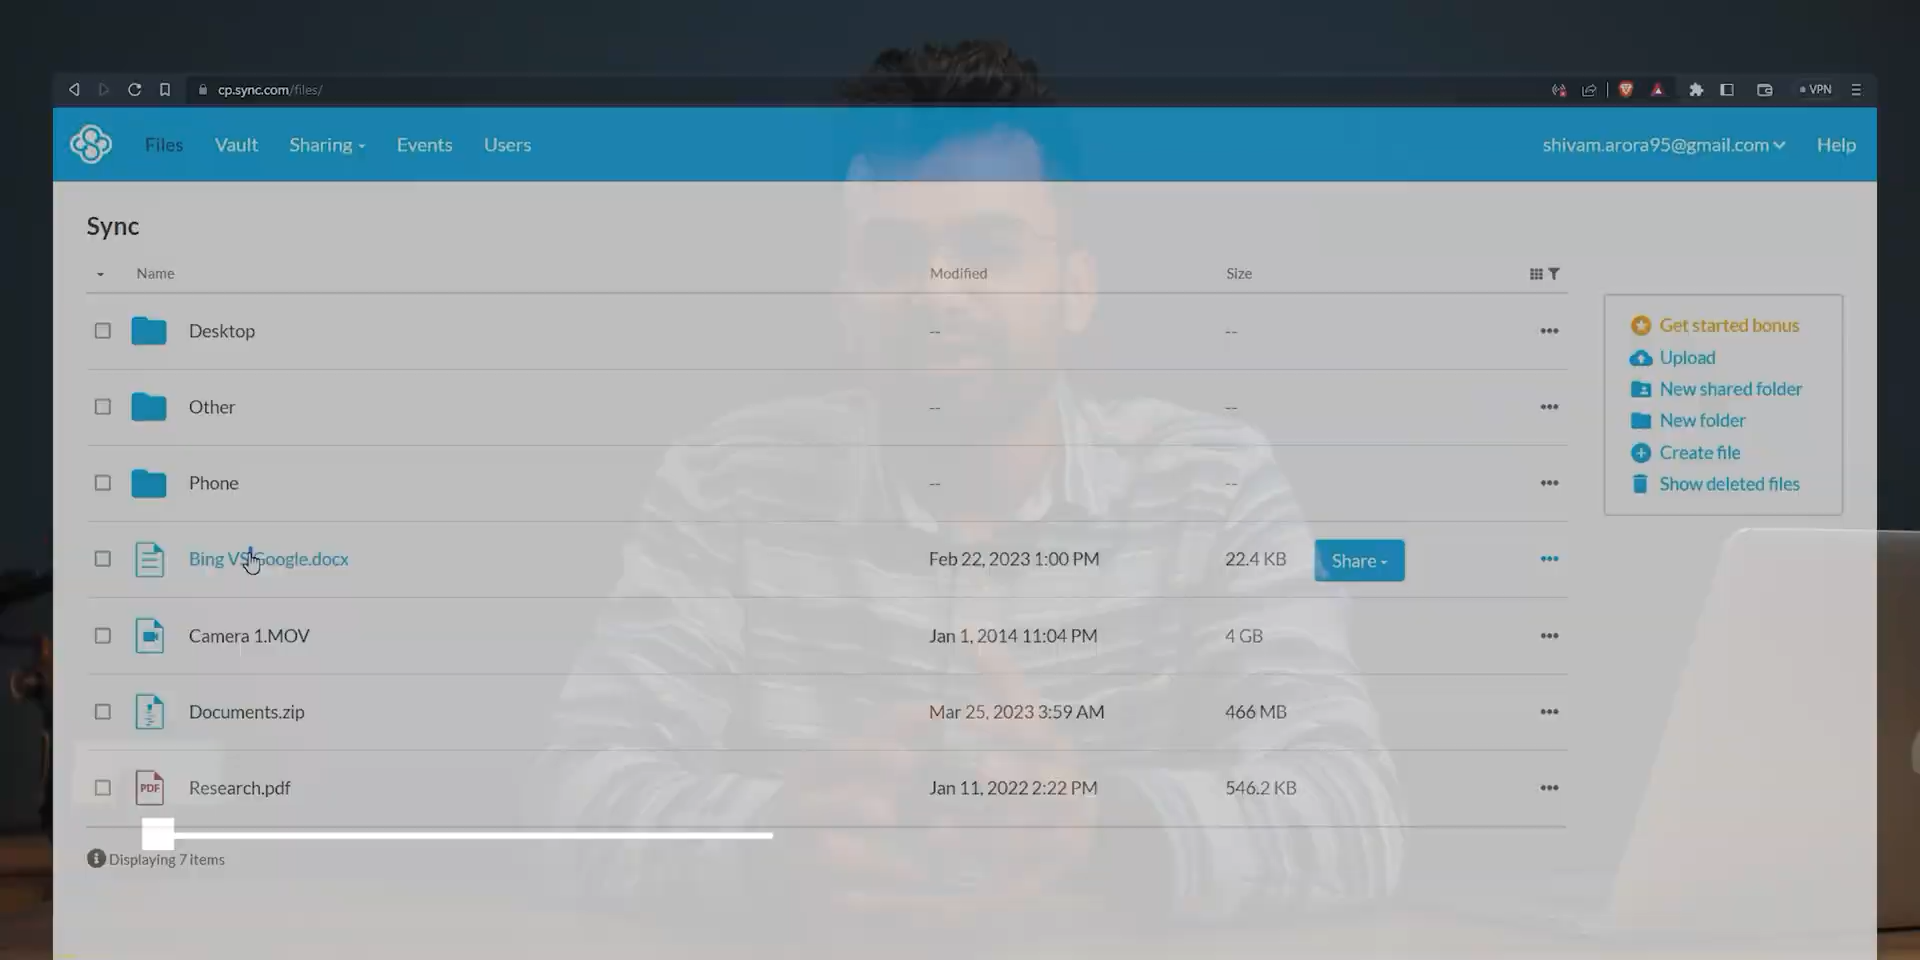 cp.sync.com/files/
VPN
Files Vault Sharing Events Users shivam.arora95@gmail.com Help
Sync
Name Modified Size
Desktop -- --
Other -- --
Phone -- --
Bing VS Google.docx Feb 22, 2023 1:00 PM 22.4 KB Share
Camera 1.MOV Jan 1, 2014 11:04 PM 4 GB
Documents.zip Mar 25, 2023 3:59 AM 466 MB
PDF Research.pdf Jan 11, 2022 2:22 PM 546.2 KB
Displaying 7 items
Get started bonus
Upload
New shared folder
New folder
Create file
Show deleted files